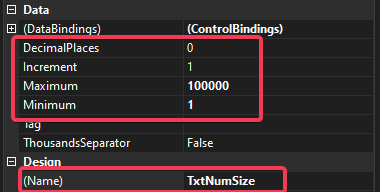 Data
(DataBindings) (ControlBindings)
DecimalPlaces 0
Increment 1
Maximum 100000
Minimum 1
Tag
ThousandsSeparator False
Design
(Name) TxtNumSize